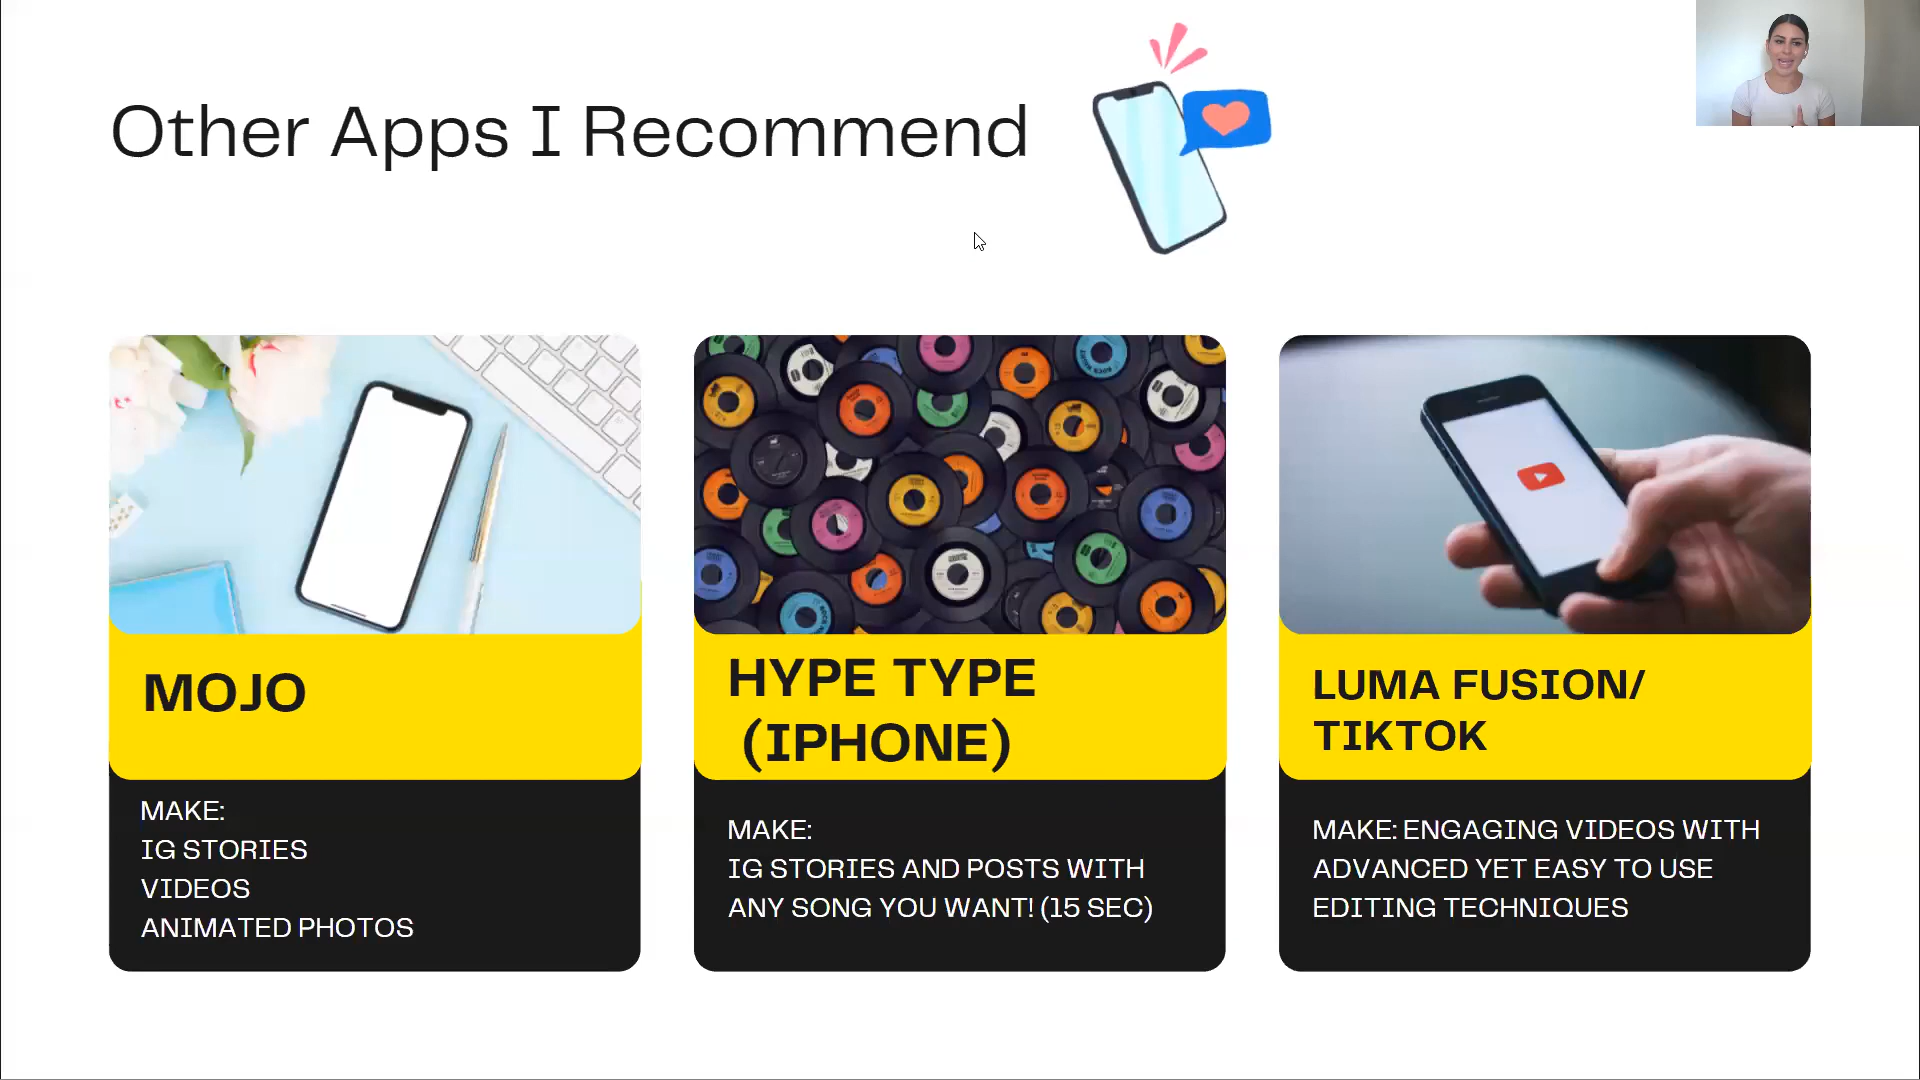 Other Apps I Recommend
MOJO
MAKE:
IG STORIES
VIDEOS
ANIMATED PHOTOS
HYPE TYPE
(IPHONE)
MAKE:
IG STORIES AND POSTS WITH
ANY SONG YOU WANT! (15 SEC)
LUMA FUSION/
TIKTOK
MAKE: ENGAGING VIDEOS WITH
ADVANCED YET EASY TO USE
EDITING TECHNIQUES